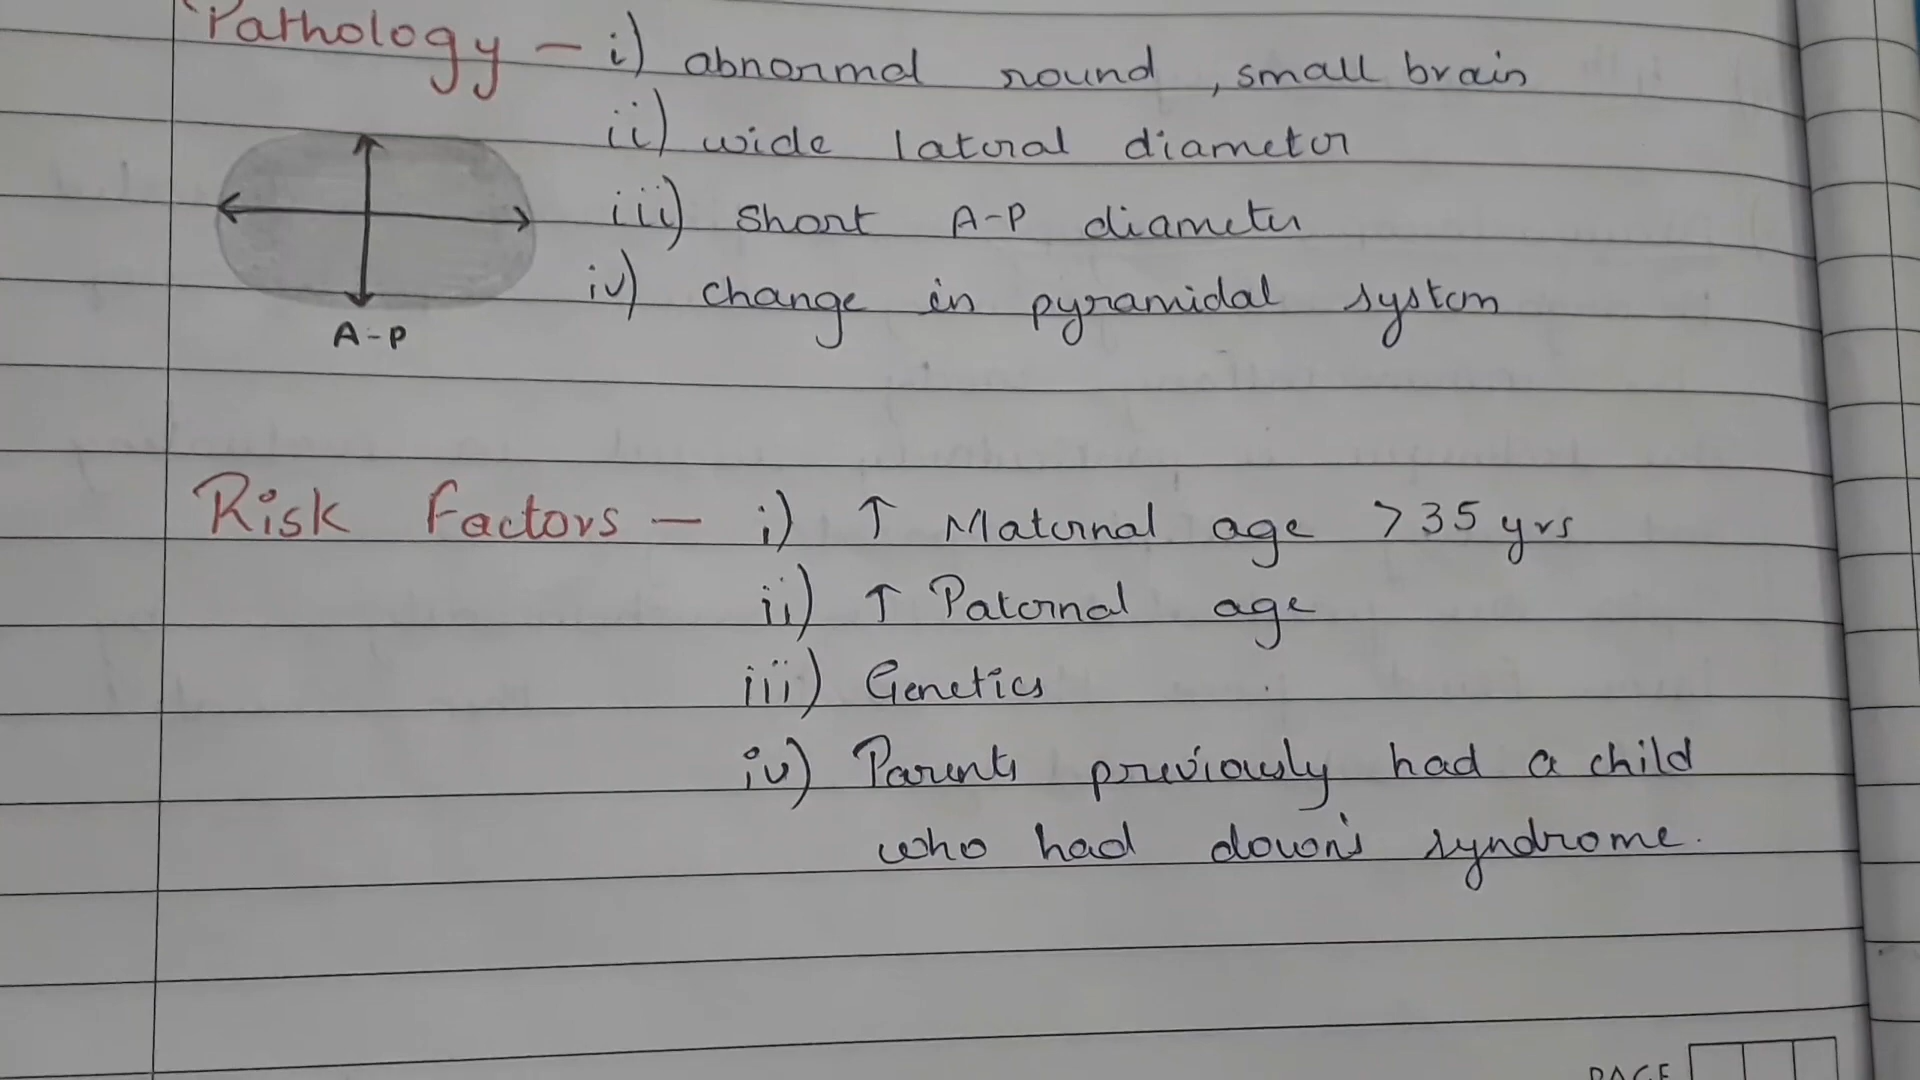 Pathology - i) abnormal round, small brain
ii) wide lateral diameter
iii) short A-P diameter
A-P
iv) change in pyramidal system
Risk Factors - i) ↑ Maternal age >35 yrs
ii) ↑ Paternal age
iii) Genetics
iv) Parents previously had a child
who had down's syndrome.
PAGE